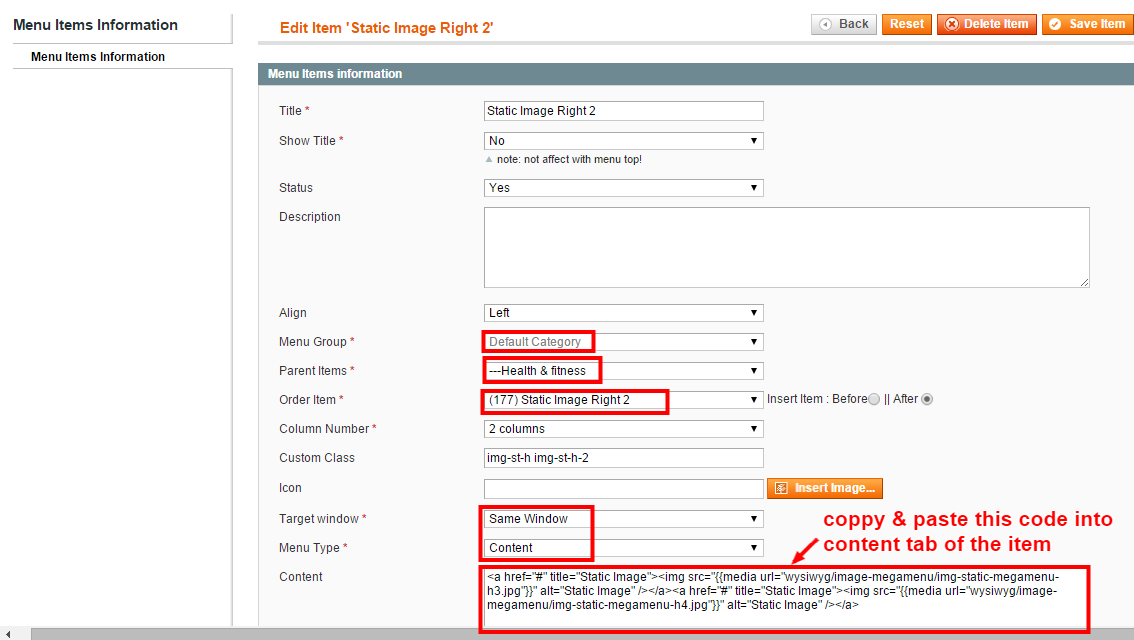 Menu Items Information
Menu Items Information
Edit Item 'Static Image Right 2'
Back
Reset
Delete Item
Save Item
Menu Items information
Title *
Static Image Right 2
Show Title *
No
note: not affect with menu top!
Status
Yes
Description
Align
Left
Menu Group *
Default Category
Parent Items *
---Health & fitness
Order Item *
(177) Static Image Right 2
Insert Item : Before || After
Column Number *
2 columns
Custom Class
img-st-h img-st-h-2
Icon
Insert Image...
Target window *
Same Window
Menu Type *
Content
coppy & paste this code into
content tab of the item
Content
<a href="#" title="Static Image"><img src="{{media url="wysiwyg/image-megamenu/img-static-megamenu-
h3.jpg"}}" alt="Static Image" /></a><a href="#" title="Static Image"><img src="{{media url="wysiwyg/image-
megamenu/img-static-megamenu-h4.jpg"}}" alt="Static Image" /></a>